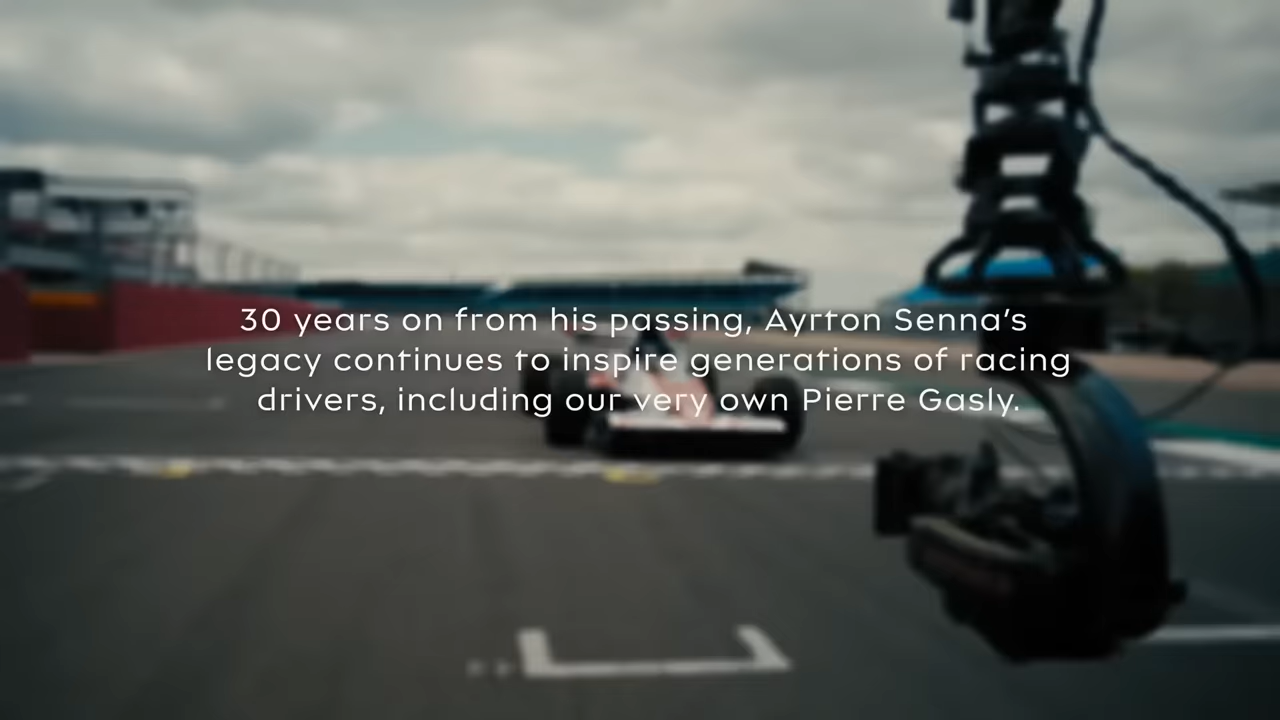 30 years on from his passing, Ayrton Senna's
legacy continues to inspire generations of racing
drivers, including our very own Pierre Gasly.